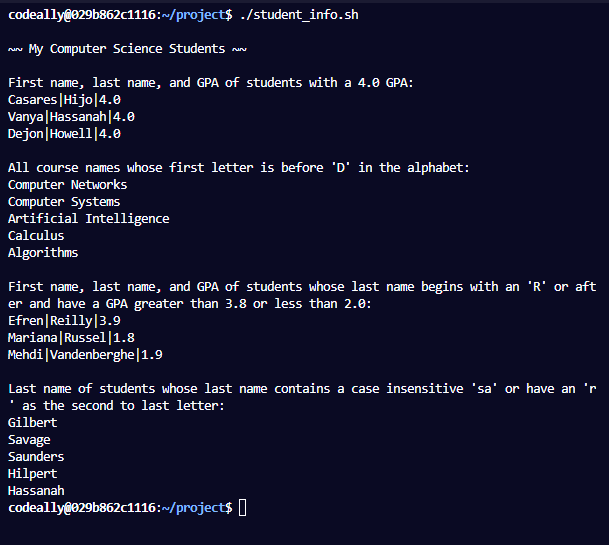 codeally@029b862c1116:~/project$ ./student_info.sh
~~ My Computer Science Students ~~
First name, last name, and GPA of students with a 4.0 GPA:
Casares|Hijo|4.0
Vanya|Hassanah|4.0
Dejon|Howell|4.0
All course names whose first letter is before 'D' in the alphabet:
Computer Networks
Computer Systems
Artificial Intelligence
Calculus
Algorithms
First name, last name, and GPA of students whose last name begins with an 'R' or aft
er and have a GPA greater than 3.8 or less than 2.0:
Efren|Reilly|3.9
Mariana|Russel|1.8
Mehdi|Vandenberghe|1.9
Last name of students whose last name contains a case insensitive 'sa' or have an 'r
' as the second to last letter:
Gilbert
Savage
Saunders
Hilpert
Hassanah
codeally@029b862c1116:~/project$